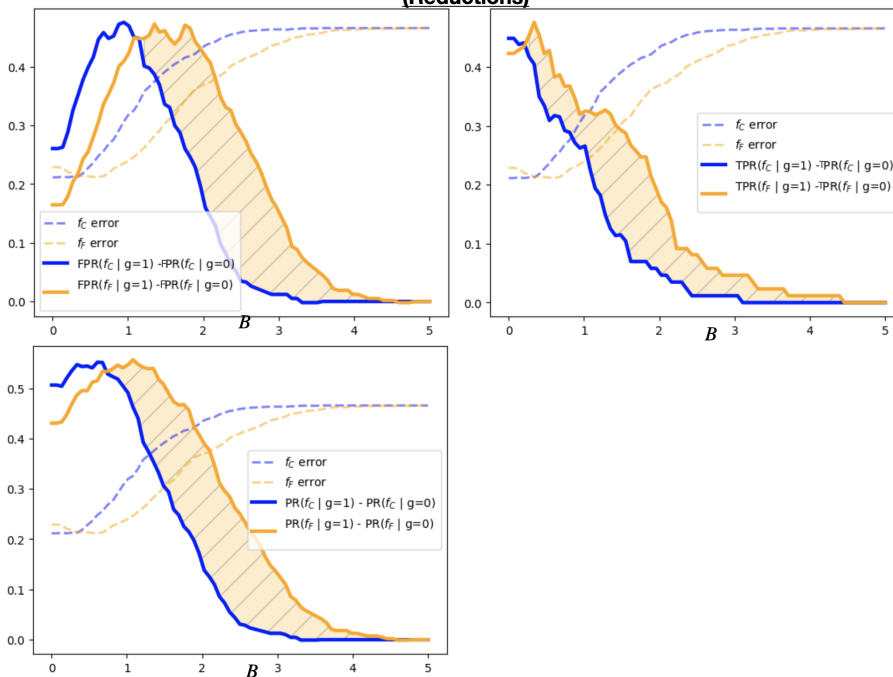 (Reductions)
0.4
0.3
0.2
0.1
0.0
f_C error
f_F error
FPR(f_C | g=1) - FPR(f_C | g=0)
FPR(f_F | g=1) - FPR(f_F | g=0)
0 1 2 3 4 5
B
0.4
0.3
0.2
0.1
0.0
f_C error
f_F error
TPR(f_C | g=1) - TPR(f_C | g=0)
TPR(f_F | g=1) - TPR(f_F | g=0)
0 1 2 3 4 5
B
0.5
0.4
0.3
0.2
0.1
0.0
f_C error
f_F error
PR(f_C | g=1) - PR(f_C | g=0)
PR(f_F | g=1) - PR(f_F | g=0)
0 1 2 3 4 5
B